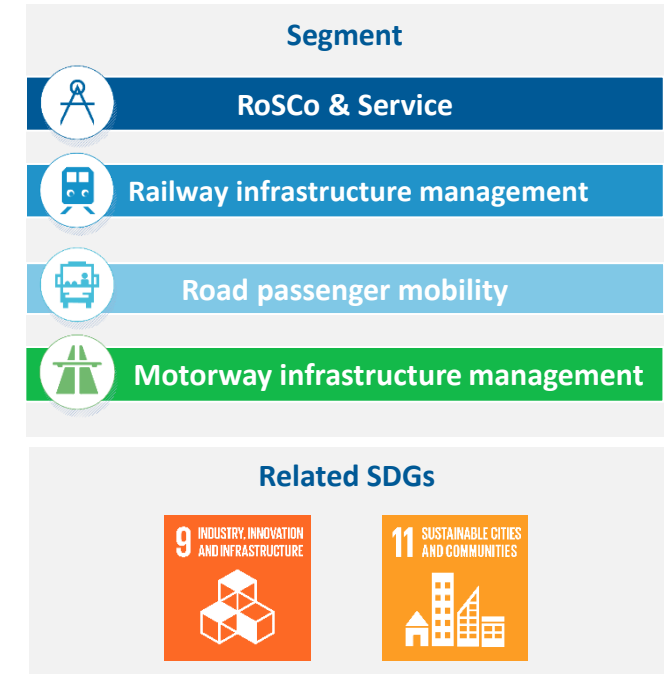 Segment
RoSCo & Service
Railway infrastructure management
Road passenger mobility
Motorway infrastructure management
Related SDGs
9 INDUSTRY, INNOVATION
AND INFRASTRUCTURE
11 SUSTAINABLE CITIES
AND COMMUNITIES